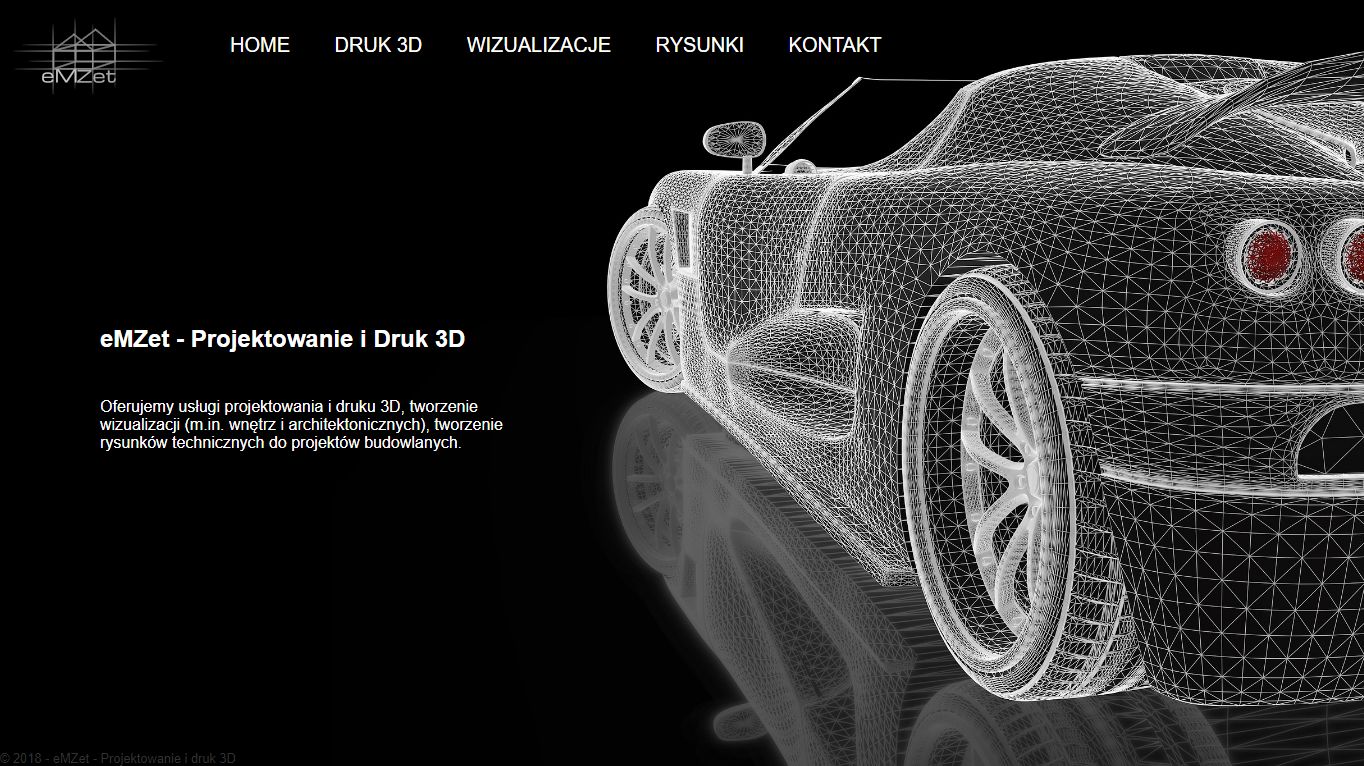 eMZet
HOME DRUK 3D WIZUALIZACJE RYSUNKI KONTAKT
eMZet - Projektowanie i Druk 3D
Oferujemy usługi projektowania i druku 3D, tworzenie
wizualizacji (m.in. wnętrz i architektonicznych), tworzenie
rysunków technicznych do projektów budowlanych.
© 2018 - eMZet - Projektowanie i druk 3D